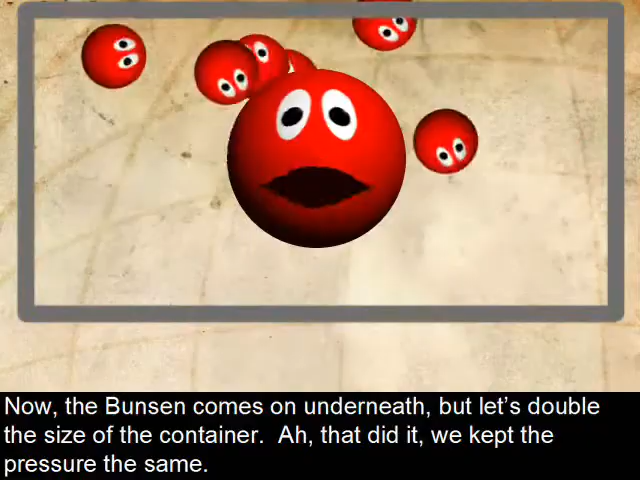 Now, the Bunsen comes on underneath, but let’s double
the size of the container.  Ah, that did it, we kept the
pressure the same.